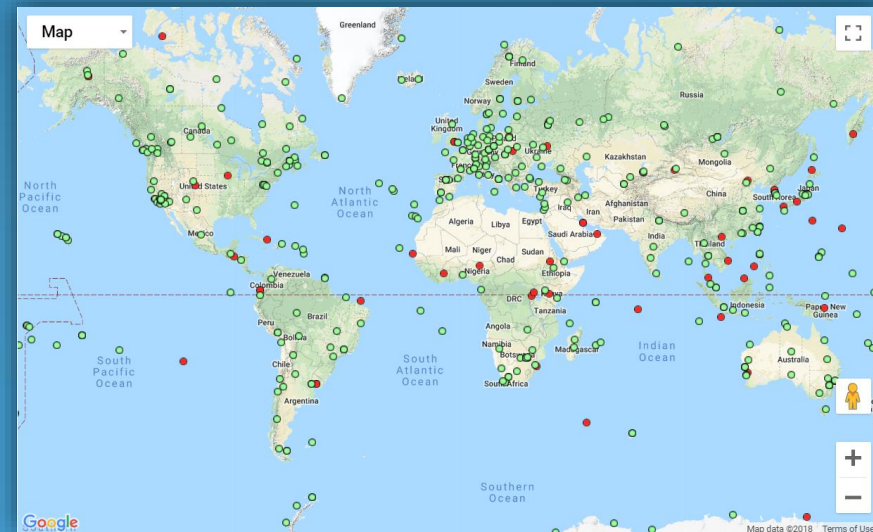 Map
Greenland
Finland
Sweden
Norway
Russia
United
Kingdom
Canada
Kazakhstan
Mongolia
North
Pacific
Ocean
United States
North
Atlantic
Ocean
Turkey
Iraq
Iran
Afghanistan
Pakistan
China
South Korea
Japan
Mexico
Algeria
Libya
Egypt
Saudi Arabia
India
Thailand
Mali
Niger
Chad
Sudan
Nigeria
Ethiopia
Venezuela
Colombia
DRC
Tanzania
Indonesia
Papua New
Guinea
Peru
Brazil
Bolivia
Angola
Namibia
Botswana
Madagascar
South
Pacific
Ocean
Chile
South
Atlantic
Ocean
Indian
Ocean
Australia
South Africa
Argentina
Southern
Ocean
+
−
Google
Map data ©2018 Terms of Use